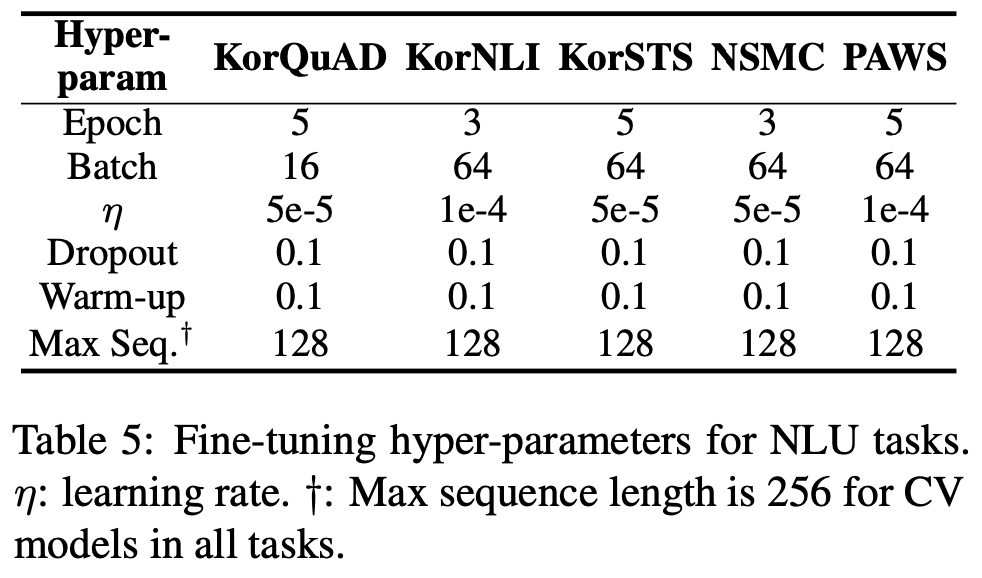 Hyper-
param KorQuAD KorNLI KorSTS NSMC PAWS
Epoch 5 3 5 3 5
Batch 16 64 64 64 64
η 5e-5 1e-4 5e-5 5e-5 1e-4
Dropout 0.1 0.1 0.1 0.1 0.1
Warm-up 0.1 0.1 0.1 0.1 0.1
Max Seq.† 128 128 128 128 128
Table 5: Fine-tuning hyper-parameters for NLU tasks.
η: learning rate. †: Max sequence length is 256 for CV
models in all tasks.